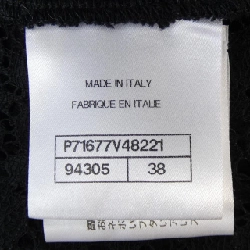 MADE IN ITALY
FABRIQUE EN ITALIE
P71677V48221
94305 38